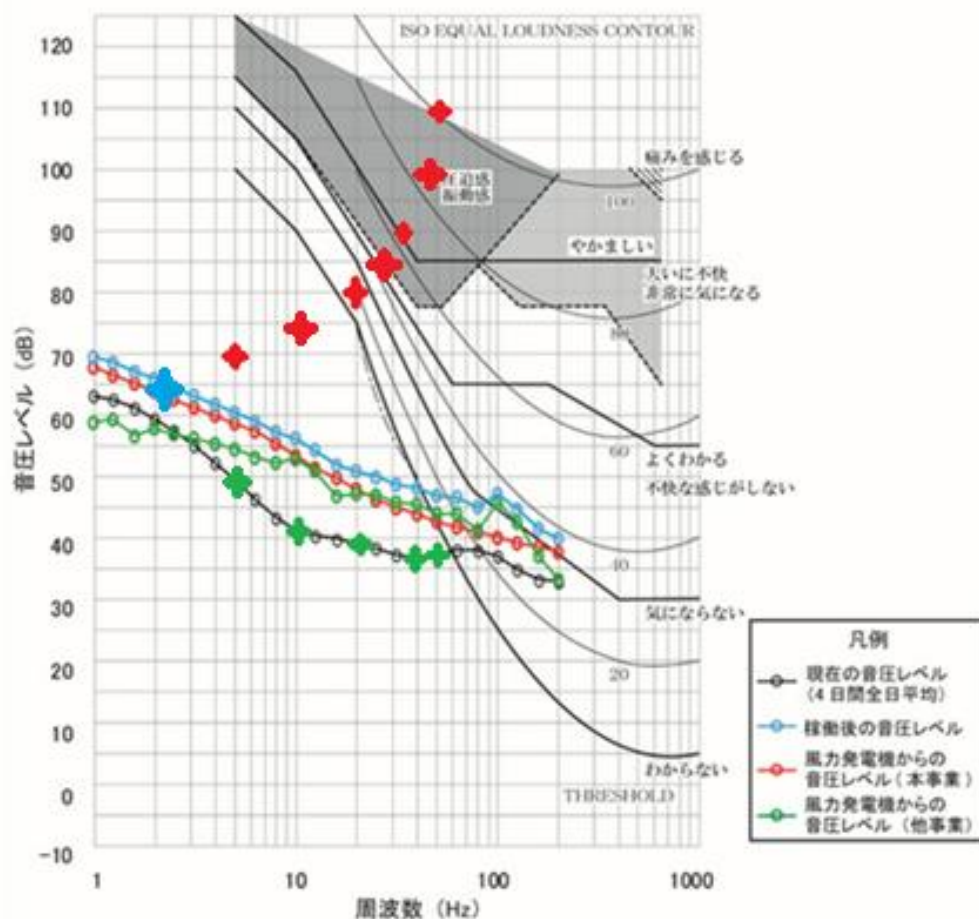 ISO EQUAL LOUDNESS CONTOUR
120
110
100
90
80
70
60
50
40
30
20
10
0
-10
音圧レベル (dB)
痛みを感じる
圧迫感
振動感
100
やかましい
大いに不快
非常に気になる
80
60
よくわかる
不快な感じがしない
40
気にならない
20
わからない
THRESHOLD
1
10
100
1000
周波数 (Hz)
凡例
現在の音圧レベル
(4日間全日平均)
稼働後の音圧レベル
風力発電機からの
音圧レベル(本事業)
風力発電機からの
音圧レベル (他事業)